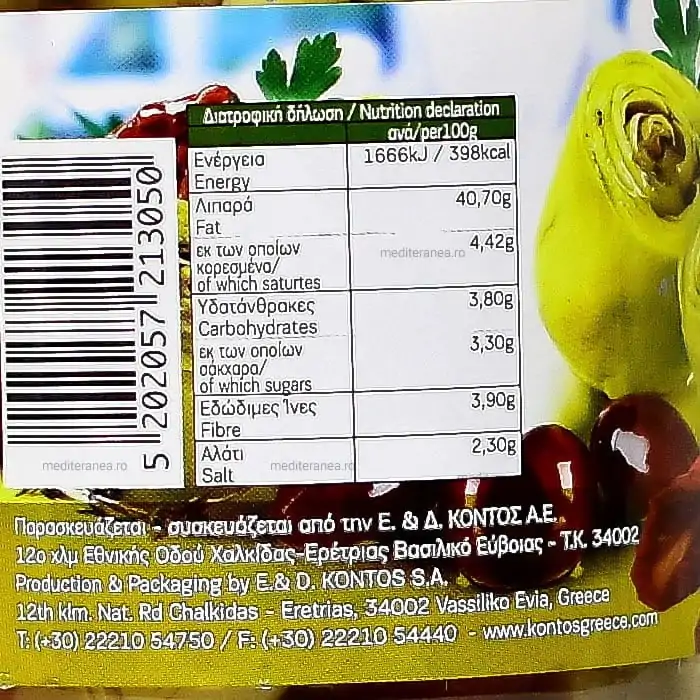 Διατροφική δήλωση / Nutrition declaration
ανά/per100g
Ενέργεια 1666kJ / 398kcal
Energy
Λιπαρά 40,70g
Fat
εκ των οποίων 4,42g
κορεσμένα/ mediteranea.ro
of which saturtes
Υδατάνθρακες 3,80g
Carbohydrates
εκ των οποίων 3,30g
σάκχαρα/
of which sugars
Εδώδιμες Ίνες 3,90g
Fibre
Αλάτι 2,30g
Salt mediteranea.ro
5 202057 213050
mediteranea.ro
Παρασκευάζεται - συσκευάζεται από την Ε. & Δ. ΚΟΝΤΟΣ Α.Ε.
12ο χλμ Εθνικής Οδού Χαλκίδας-Ερέτριας Βασιλικό Εύβοιας - Τ.Κ. 34002
Production & Packaging by E.& D. KONTOS S.A.
12th klm. Nat. Rd Chalkidas - Eretrias, 34002 Vassiliko Evia, Greece
T: (+30) 22210 54750 / F: (+30) 22210 54440 - www.kontosgreece.com